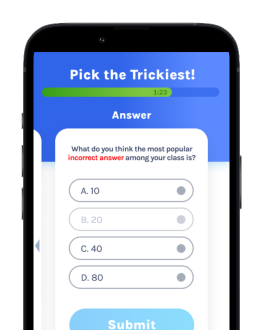 Pick the Trickiest!
1:23
Answer
What do you think the most popular
incorrect answer among your class is?
A. 10
B. 20
C. 40
D. 80
Submit